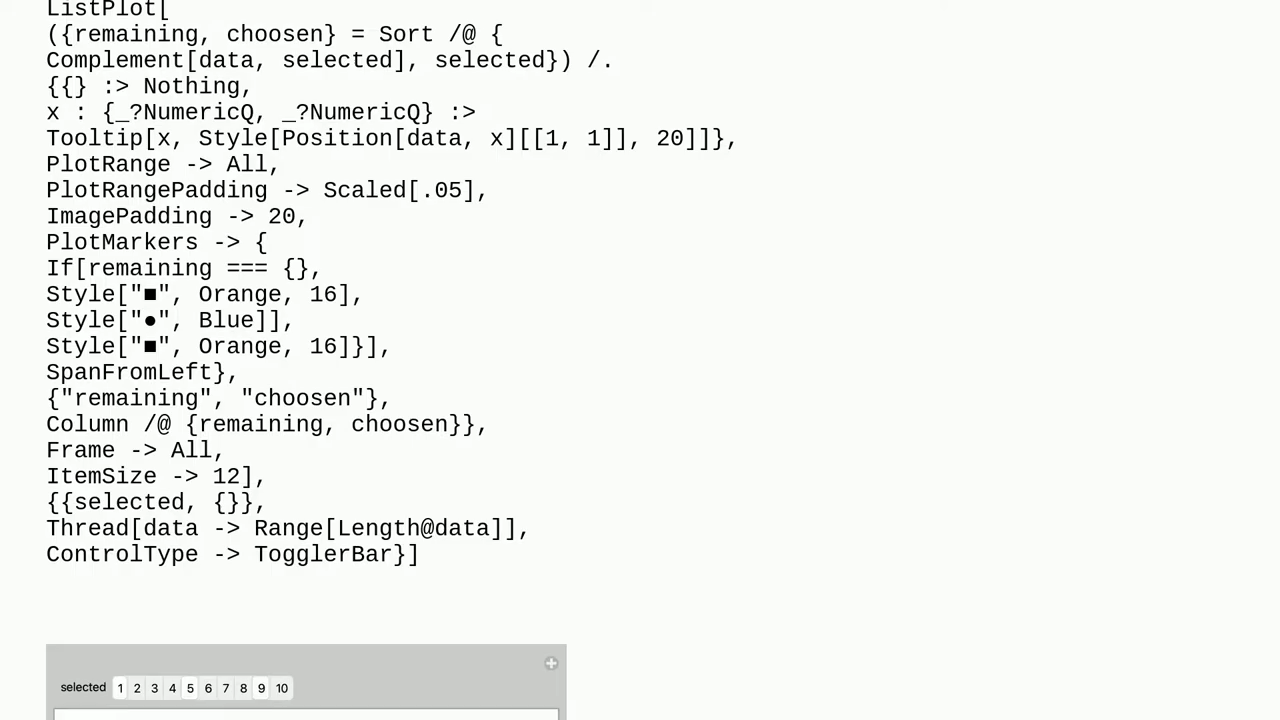 ListPlot[
({remaining, choosen} = Sort /@ {
Complement[data, selected], selected}) /.
{{} :> Nothing,
x : {_?NumericQ, _?NumericQ} :>
Tooltip[x, Style[Position[data, x][[1, 1]], 20]]},
PlotRange -> All,
PlotRangePadding -> Scaled[.05],
ImagePadding -> 20,
PlotMarkers -> {
If[remaining === {},
Style["■", Orange, 16],
Style["●", Blue]],
Style["■", Orange, 16]}],
SpanFromLeft},
{"remaining", "choosen"},
Column /@ {remaining, choosen}},
Frame -> All,
ItemSize -> 12],
{{selected, {}},
Thread[data -> Range[Length@data]],
ControlType -> TogglerBar}]
selected 1 2 3 4 5 6 7 8 9 10